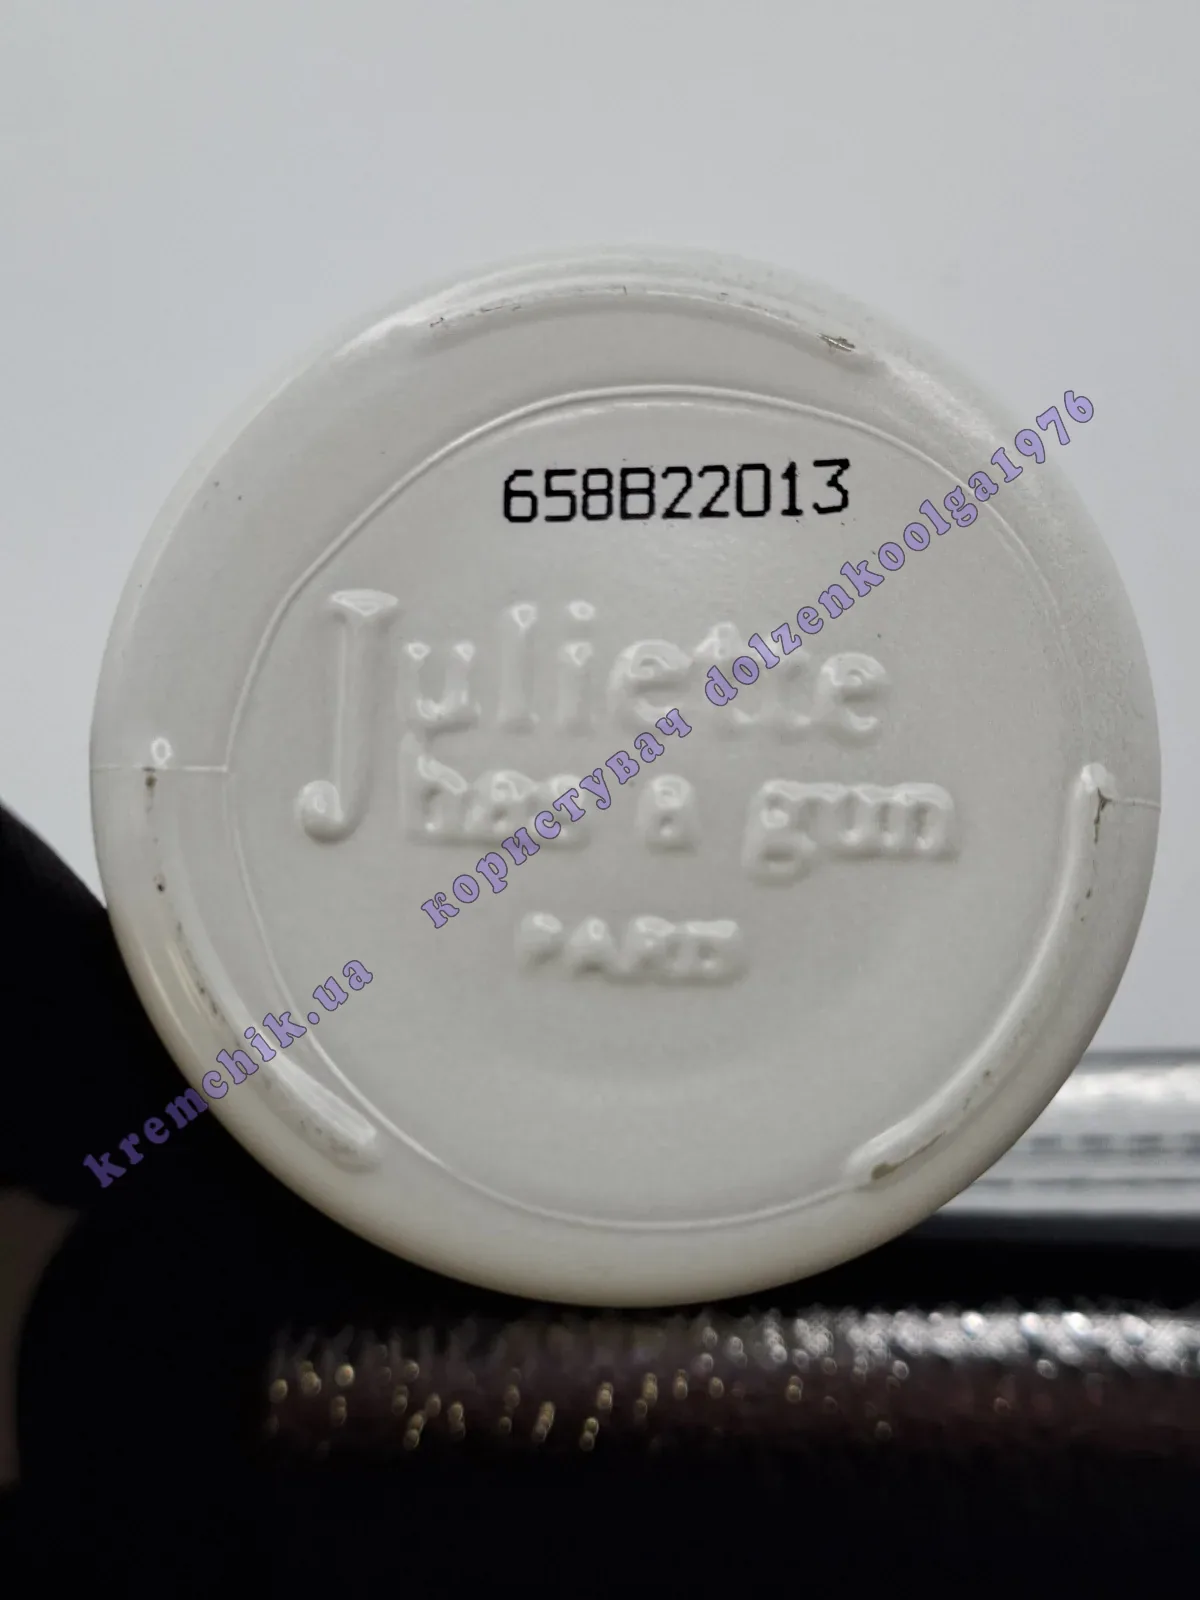 658B22013
Juliette
has a gun
PARIS
користувач dolzenkoolga1976
kremchik.ua